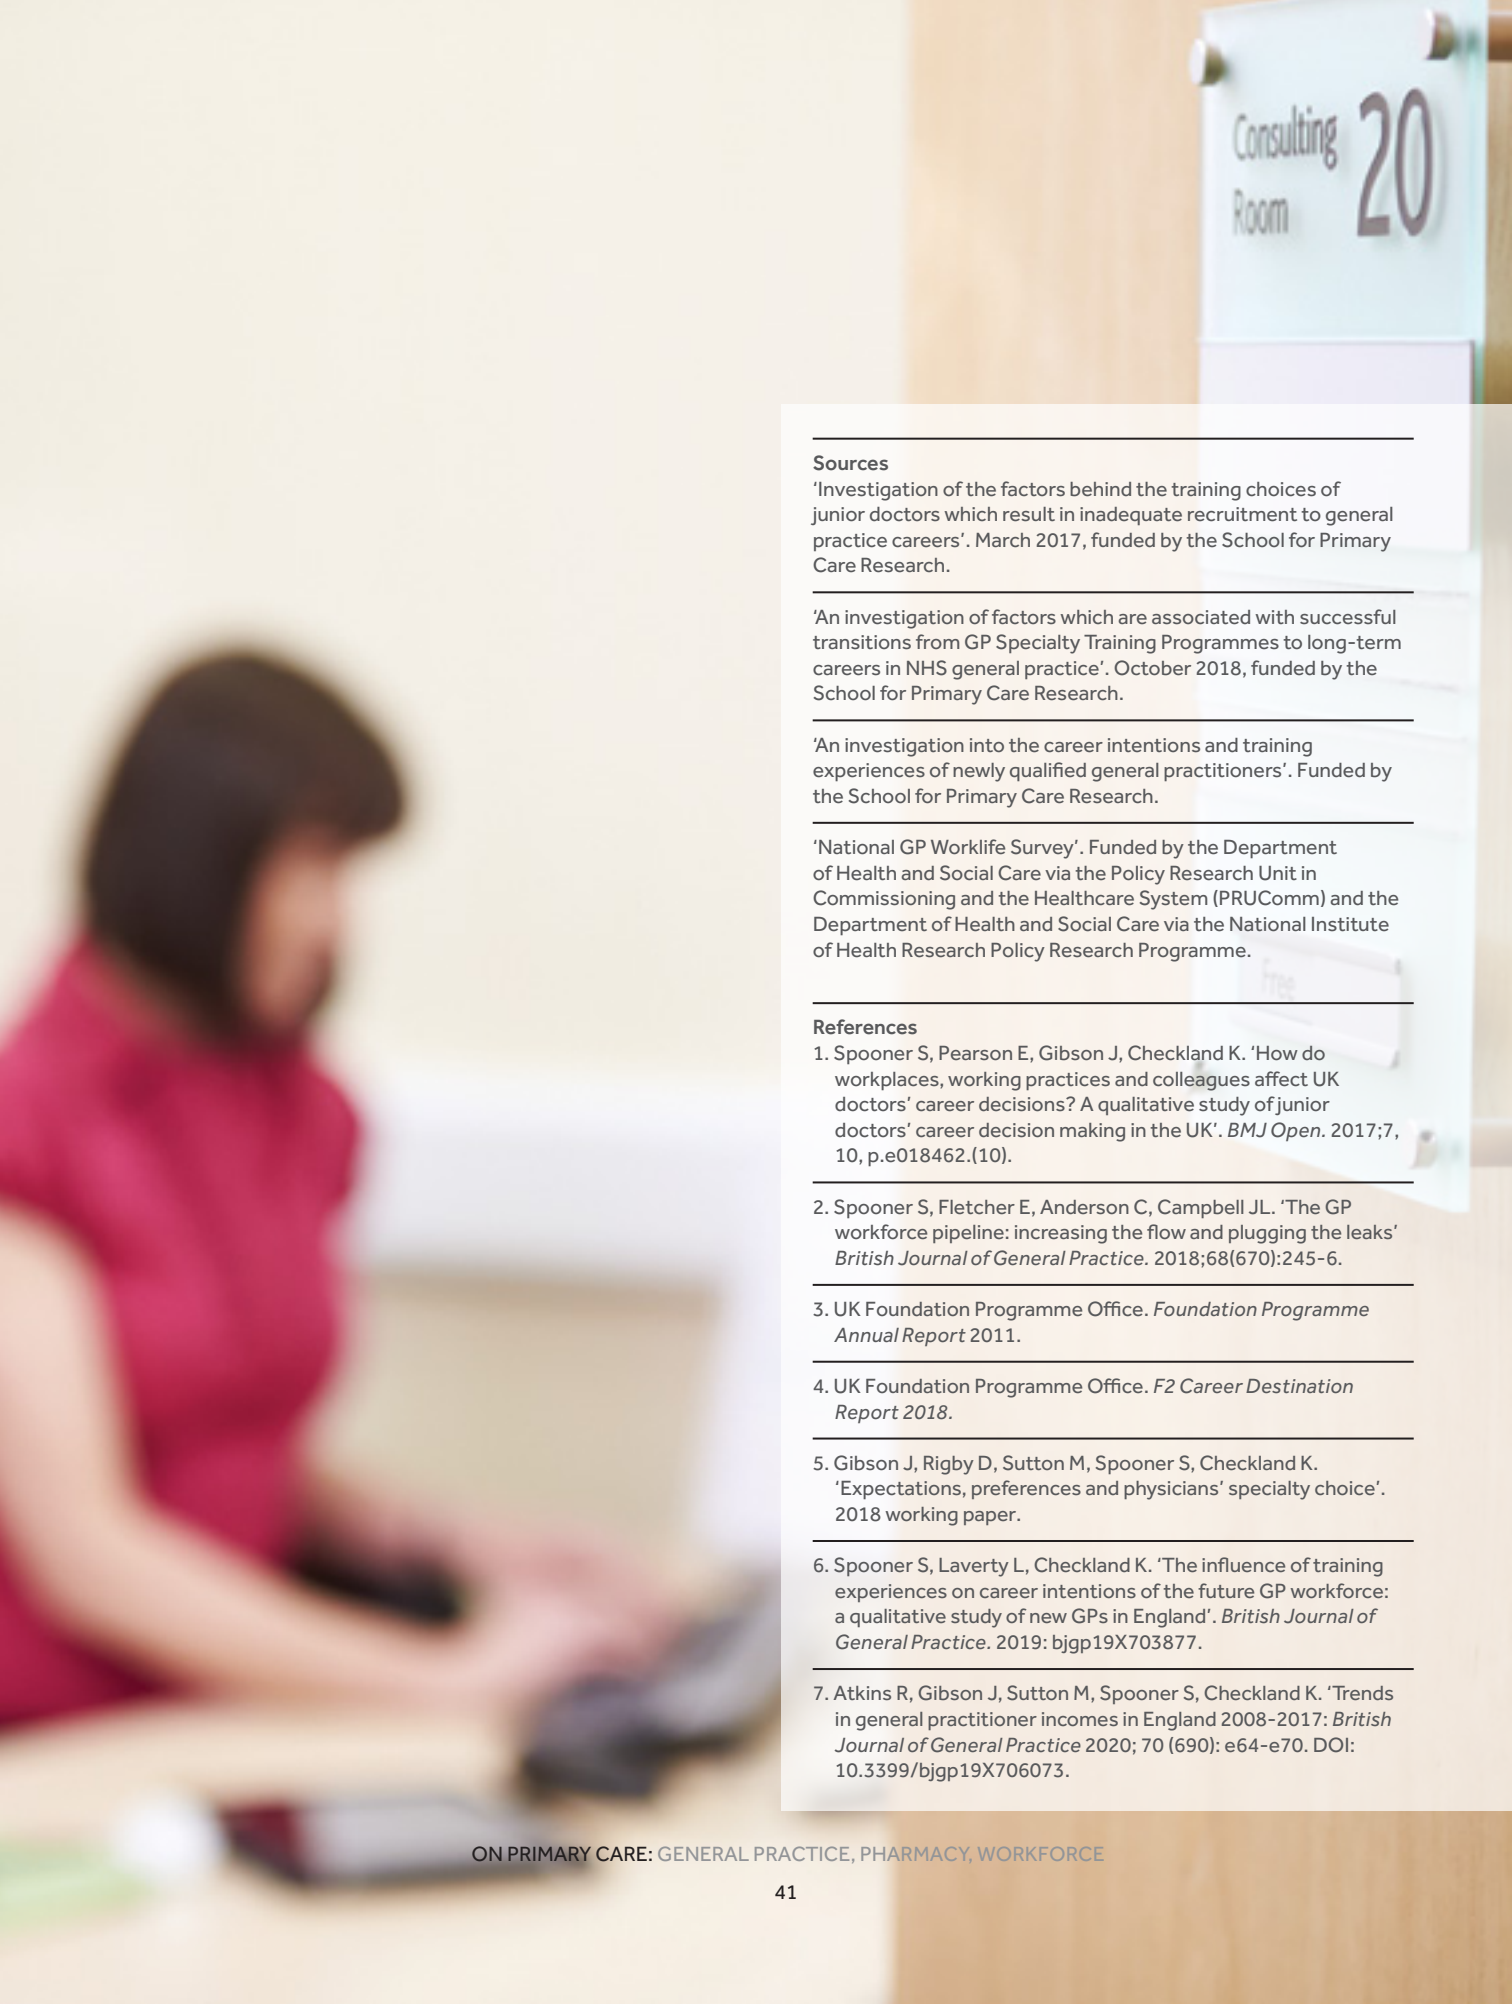 Consulting
Room
20
Sources
‘Investigation of the factors behind the training choices of
junior doctors which result in inadequate recruitment to general
practice careers’. March 2017, funded by the School for Primary
Care Research.
‘An investigation of factors which are associated with successful
transitions from GP Specialty Training Programmes to long-term
careers in NHS general practice’. October 2018, funded by the
School for Primary Care Research.
‘An investigation into the career intentions and training
experiences of newly qualified general practitioners’. Funded by
the School for Primary Care Research.
‘National GP Worklife Survey’. Funded by the Department
of Health and Social Care via the Policy Research Unit in
Commissioning and the Healthcare System (PRUComm) and the
Department of Health and Social Care via the National Institute
of Health Research Policy Research Programme.
Free
References
1. Spooner S, Pearson E, Gibson J, Checkland K. ‘How do
workplaces, working practices and colleagues affect UK
doctors’ career decisions? A qualitative study of junior
doctors’ career decision making in the UK’. BMJ Open. 2017;7,
10, p.e018462.(10).
2. Spooner S, Fletcher E, Anderson C, Campbell JL. ‘The GP
workforce pipeline: increasing the flow and plugging the leaks’
British Journal of General Practice. 2018;68(670):245-6.
3. UK Foundation Programme Office. Foundation Programme
Annual Report 2011.
4. UK Foundation Programme Office. F2 Career Destination
Report 2018.
5. Gibson J, Rigby D, Sutton M, Spooner S, Checkland K.
‘Expectations, preferences and physicians’ specialty choice’.
2018 working paper.
6. Spooner S, Laverty L, Checkland K. ‘The influence of training
experiences on career intentions of the future GP workforce:
a qualitative study of new GPs in England’. British Journal of
General Practice. 2019: bjgp19X703877.
7. Atkins R, Gibson J, Sutton M, Spooner S, Checkland K. ‘Trends
in general practitioner incomes in England 2008-2017: British
Journal of General Practice 2020; 70 (690): e64-e70. DOI:
10.3399/bjgp19X706073.
ON PRIMARY CARE: GENERAL PRACTICE, PHARMACY, WORKFORCE
41